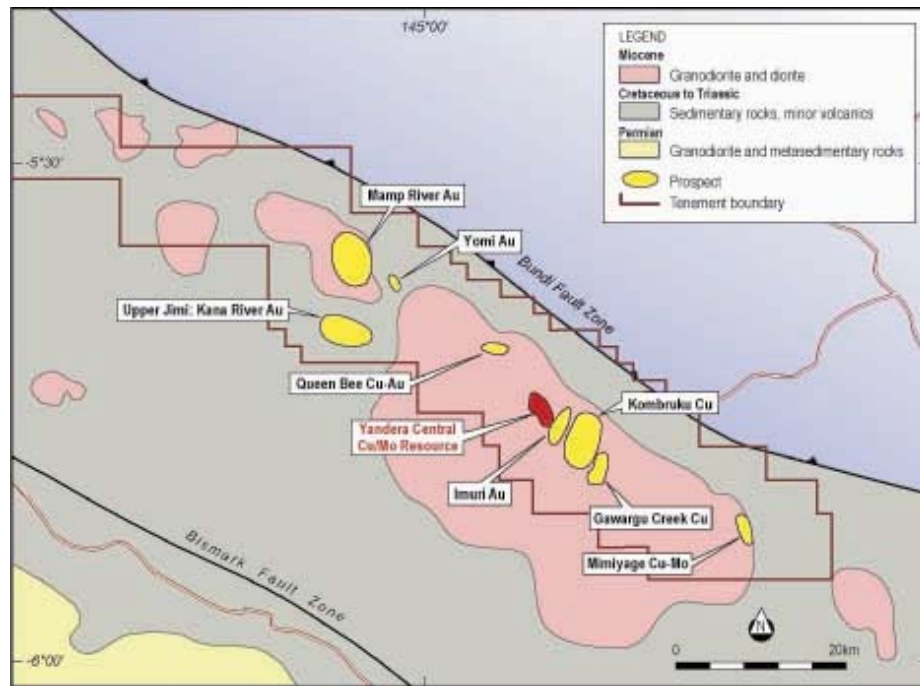 145°00'
LEGEND
Miocene
Granodiorite and diorite
Cretaceous to Triassic
Sedimentary rocks, minor volcanics
Permian
Granodiorite and metasedimentary rocks
Prospect
Tenement boundary
-5°30'
Mamp River Au
Yomi Au
Bundi Fault Zone
Upper Jimi: Kana River Au
Queen Bee Cu-Au
Kombruku Cu
Yandera Central
Cu/Mo Resource
Imuri Au
Gawargu Creek Cu
Mimiyage Cu-Mo
Bismark Fault Zone
N
0 20km
-6°00'